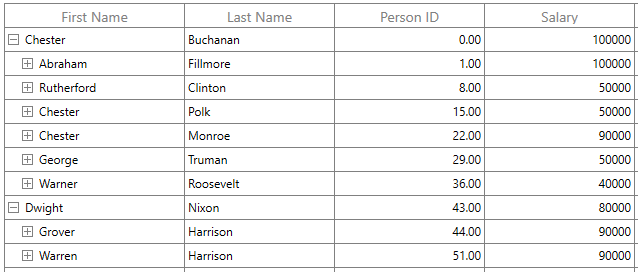 First Name Last Name Person ID Salary
Chester Buchanan 0.00 100000
Abraham Fillmore 1.00 100000
Rutherford Clinton 8.00 50000
Chester Polk 15.00 50000
Chester Monroe 22.00 90000
George Truman 29.00 50000
Warner Roosevelt 36.00 40000
Dwight Nixon 43.00 80000
Grover Harrison 44.00 90000
Warren Harrison 51.00 90000